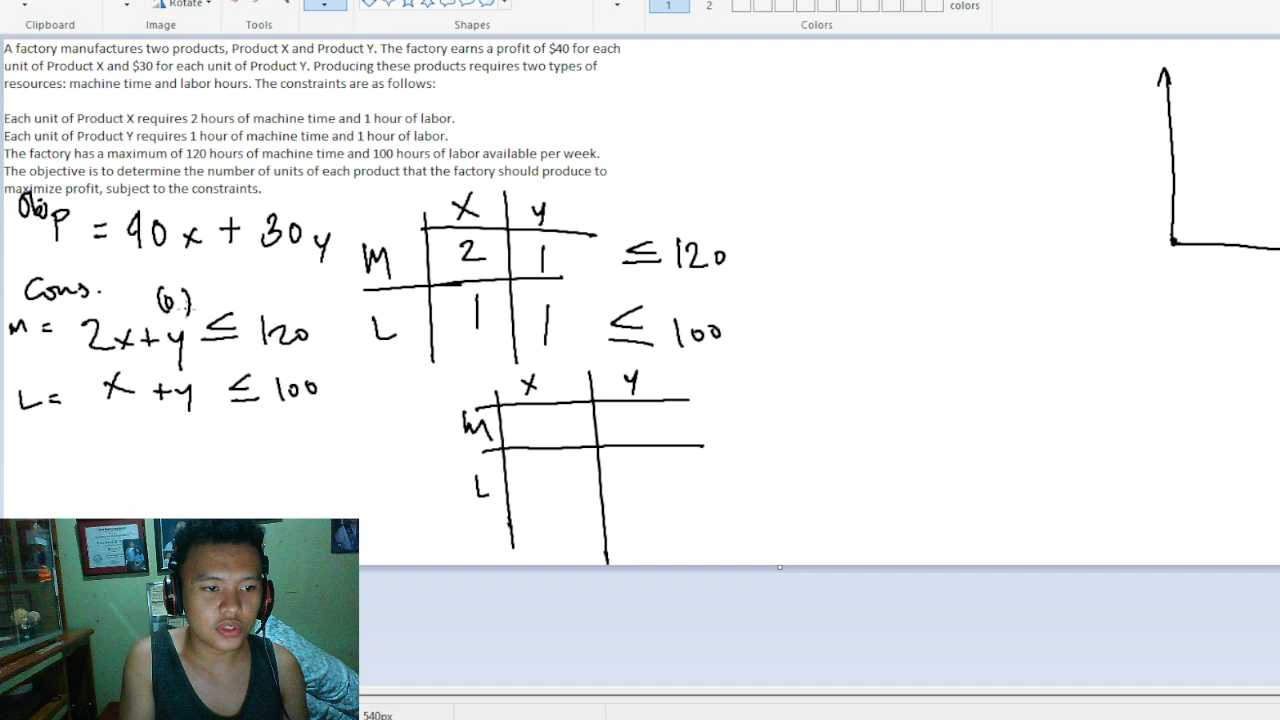 Rotate
1
2
colors
Clipboard
Image
Tools
Shapes
Colors
A factory manufactures two products, Product X and Product Y. The factory earns a profit of $40 for each
unit of Product X and $30 for each unit of Product Y. Producing these products requires two types of
resources: machine time and labor hours. The constraints are as follows:
Each unit of Product X requires 2 hours of machine time and 1 hour of labor.
Each unit of Product Y requires 1 hour of machine time and 1 hour of labor.
The factory has a maximum of 120 hours of machine time and 100 hours of labor available per week.
The objective is to determine the number of units of each product that the factory should produce to
maximize profit, subject to the constraints.
Obj P = 40x + 30y
Cons. (0)
M = 2x+y ≤ 120
L = x +y ≤ 100
X Y
M 2 1 ≤ 120
L 1 1 ≤ 100
X Y
M
L
540px